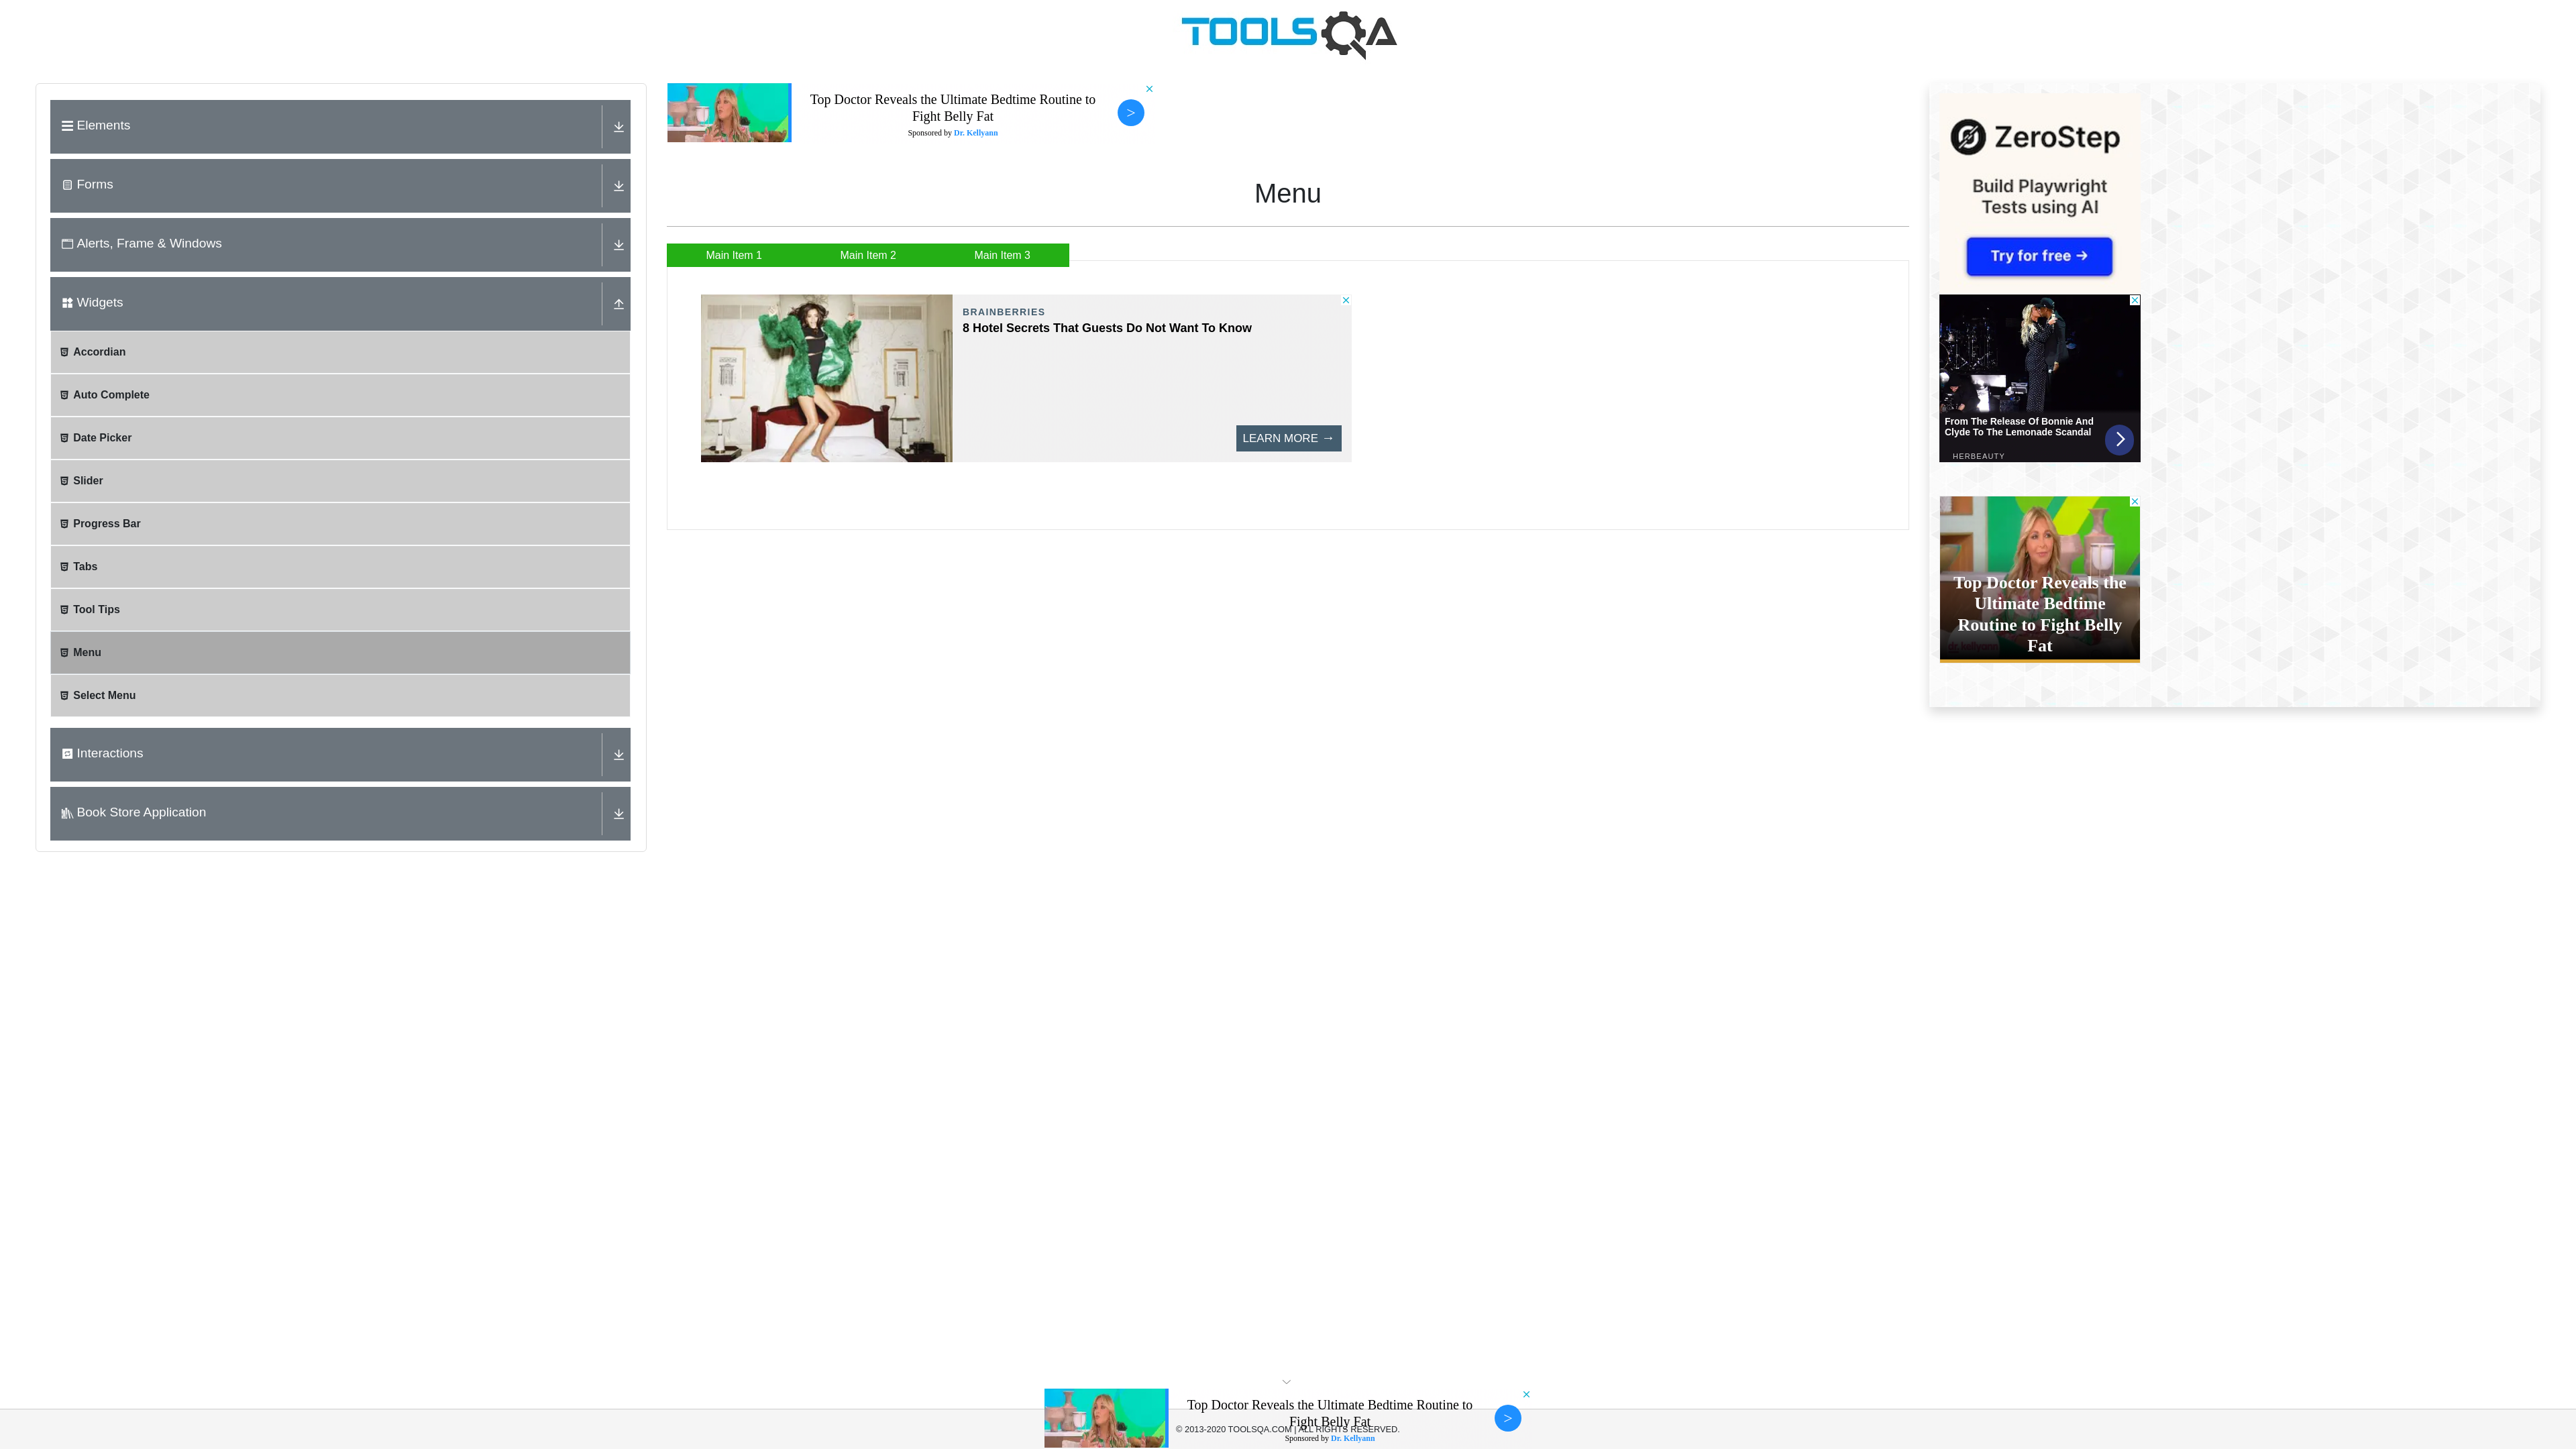 TOOLSQA
Elements
Forms
Alerts, Frame & Windows
Widgets
Accordian
Auto Complete
Date Picker
Slider
Progress Bar
Tabs
Tool Tips
Menu
Select Menu
Interactions
Book Store Application
Top Doctor Reveals the Ultimate Bedtime Routine to
Fight Belly Fat
Sponsored by Dr. Kellyann
>
Menu
Main Item 1 Main Item 2 Main Item 3
BRAINBERRIES
8 Hotel Secrets That Guests Do Not Want To Know
LEARN MORE →
ZeroStep
Build Playwright
Tests using AI
Try for free →
From The Release Of Bonnie And
Clyde To The Lemonade Scandal
HERBEAUTY
Top Doctor Reveals the
Ultimate Bedtime
Routine to Fight Belly
Fat
Top Doctor Reveals the Ultimate Bedtime Routine to
Fight Belly Fat
>
© 2013-2020 TOOLSQA.COM | ALL RIGHTS RESERVED.
Sponsored by Dr. Kellyann